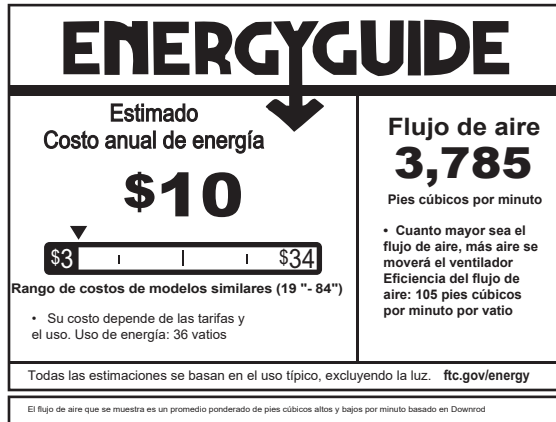 ENERGYGUIDE
Estimado
Costo anual de energía
$10
$3 $34
Rango de costos de modelos similares (19 "- 84")
• Su costo depende de las tarifas y
el uso. Uso de energía: 36 vatios
Flujo de aire
3,785
Pies cúbicos por minuto
• Cuanto mayor sea el
flujo de aire, más aire se
moverá el ventilador
Eficiencia del flujo de
aire: 105 pies cúbicos
por minuto por vatio
Todas las estimaciones se basan en el uso típico, excluyendo la luz. ftc.gov/energy
El flujo de aire que se muestra es un promedio ponderado de pies cúbicos altos y bajos por minuto basado en Downrod